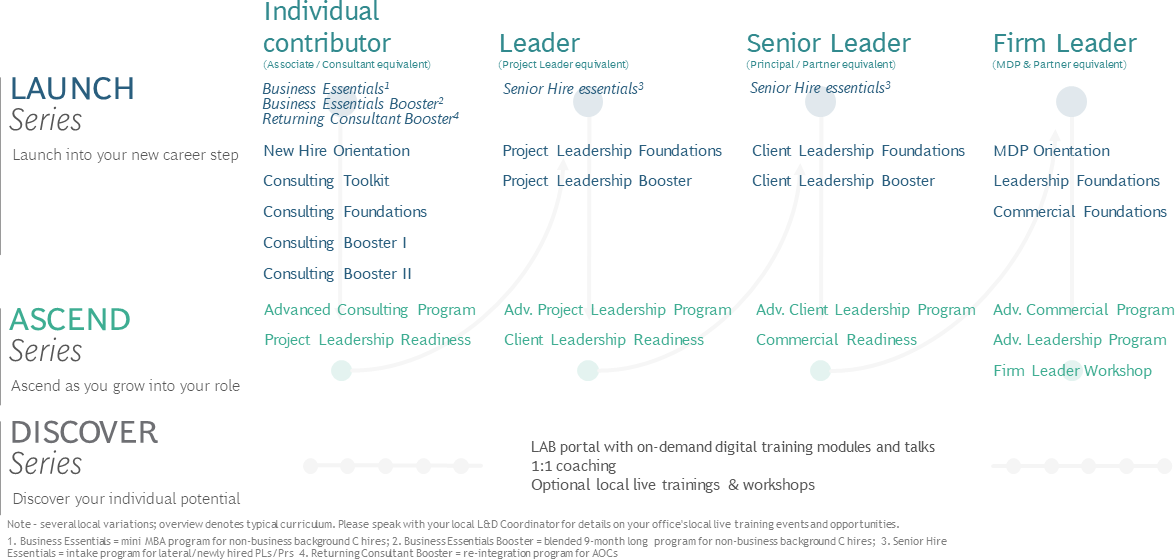 Individual
contributor
(Associate / Consultant equivalent)
Leader
(Project Leader equivalent)
Senior Leader
(Principal / Partner equivalent)
Firm Leader
(MDP & Partner equivalent)
LAUNCH
Series
Launch into your new career step
Business Essentials1
Business Essentials Booster2
Returning Consultant Booster4
New Hire Orientation
Consulting Toolkit
Consulting Foundations
Consulting Booster I
Consulting Booster II
Senior Hire essentials3
Project Leadership Foundations
Project Leadership Booster
Senior Hire essentials3
Client Leadership Foundations
Client Leadership Booster
MDP Orientation
Leadership Foundations
Commercial Foundations
ASCEND
Series
Ascend as you grow into your role
Advanced Consulting Program
Project Leadership Readiness
Adv. Project Leadership Program
Client Leadership Readiness
Adv. Client Leadership Program
Commercial Readiness
Adv. Commercial Program
Adv. Leadership Program
Firm Leader Workshop
DISCOVER
Series
Discover your individual potential
LAB portal with on-demand digital training modules and talks
1:1 coaching
Optional local live trainings & workshops
Note – several local variations; overview denotes typical curriculum. Please speak with your local L&D Coordinator for details on your office's local live training events and opportunities.
1. Business Essentials = mini MBA program for non-business background C hires; 2. Business Essentials Booster = blended 9-month long program for non-business background C hires; 3. Senior Hire
Essentials = intake program for lateral/newly hired PLs/Prs 4. Returning Consultant Booster = re-integration program for AOCs